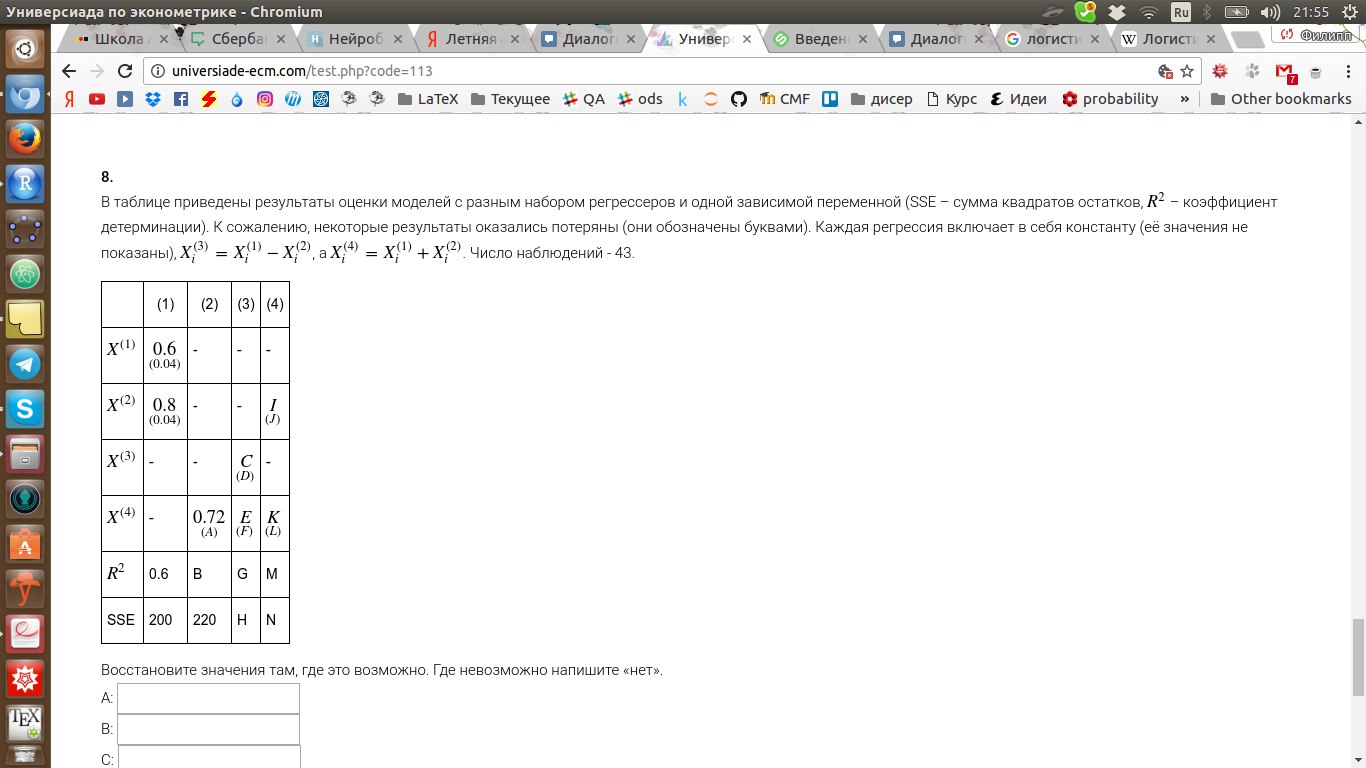 Универсиада по эконометрике - Chromium
Ru
21:55
Школа
Сберба
Нейроб
Летняя
Диалог
Универ
Введен
Диалог
логисти
Логисти
Филипп
universiade-ecm.com/test.php?code=113
7
LaTeX
Текущее
QA
ods
CMF
дисер
Курс
Идеи
probability
»
Other bookmarks
8.
В таблице приведены результаты оценки моделей с разным набором регрессеров и одной зависимой переменной (SSE – сумма квадратов остатков, R² – коэффициент
детерминации). К сожалению, некоторые результаты оказались потеряны (они обозначены буквами). Каждая регрессия включает в себя константу (её значения не
показаны), X_i^(3) = X_i^(1) − X_i^(2), а X_i^(4) = X_i^(1) + X_i^(2). Число наблюдений - 43.
(1) (2) (3) (4)
X^(1) 0.6 - - -
(0.04)
X^(2) 0.8 - - I
(0.04) (J)
X^(3) - - C -
(D)
X^(4) - 0.72 E K
(A) (F) (L)
R² 0.6 B G M
SSE 200 220 H N
Восстановите значения там, где это возможно. Где невозможно напишите «нет».
A:
B:
C: